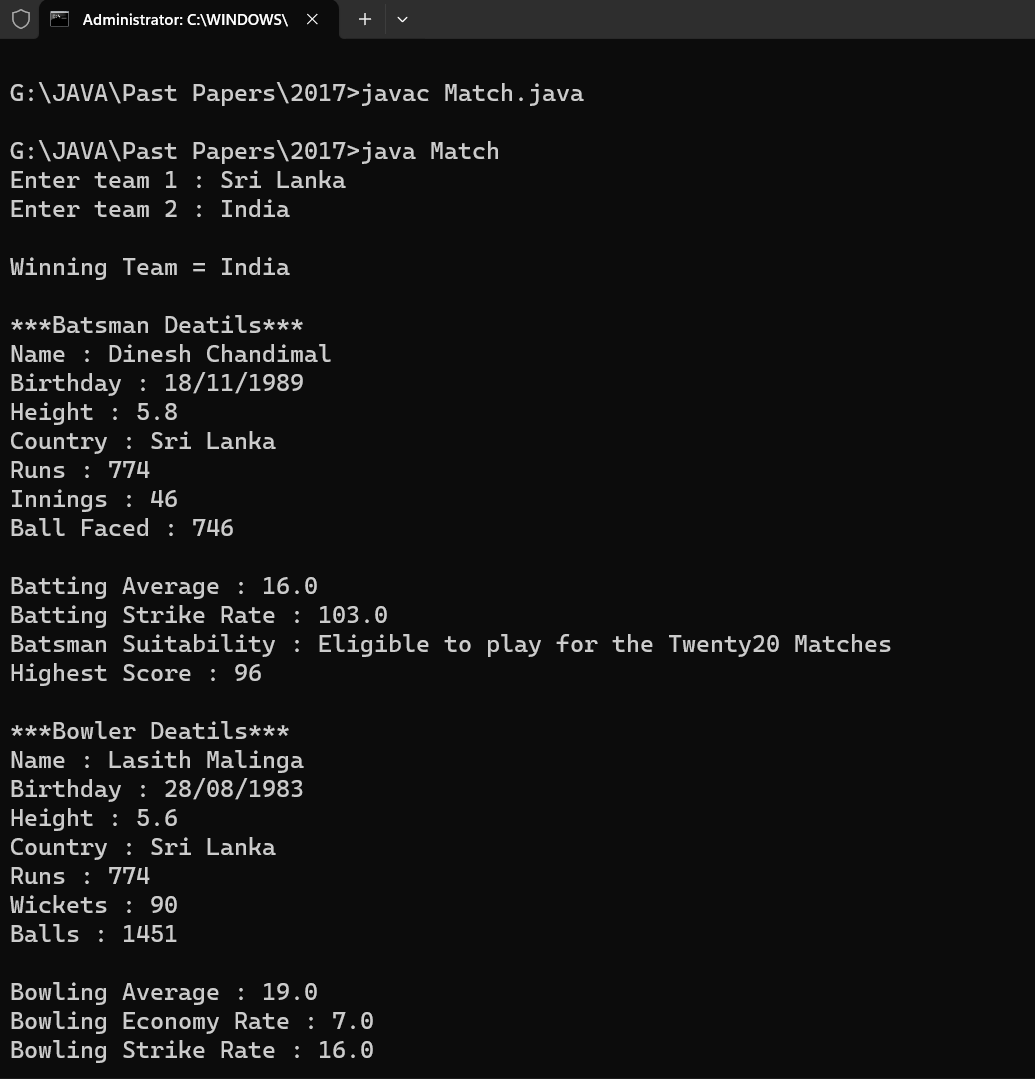 Administrator: C:\WINDOWS\
G:\JAVA\Past Papers\2017>javac Match.java
G:\JAVA\Past Papers\2017>java Match
Enter team 1 : Sri Lanka
Enter team 2 : India
Winning Team = India
***Batsman Deatils***
Name : Dinesh Chandimal
Birthday : 18/11/1989
Height : 5.8
Country : Sri Lanka
Runs : 774
Innings : 46
Ball Faced : 746
Batting Average : 16.0
Batting Strike Rate : 103.0
Batsman Suitability : Eligible to play for the Twenty20 Matches
Highest Score : 96
***Bowler Deatils***
Name : Lasith Malinga
Birthday : 28/08/1983
Height : 5.6
Country : Sri Lanka
Runs : 774
Wickets : 90
Balls : 1451
Bowling Average : 19.0
Bowling Economy Rate : 7.0
Bowling Strike Rate : 16.0